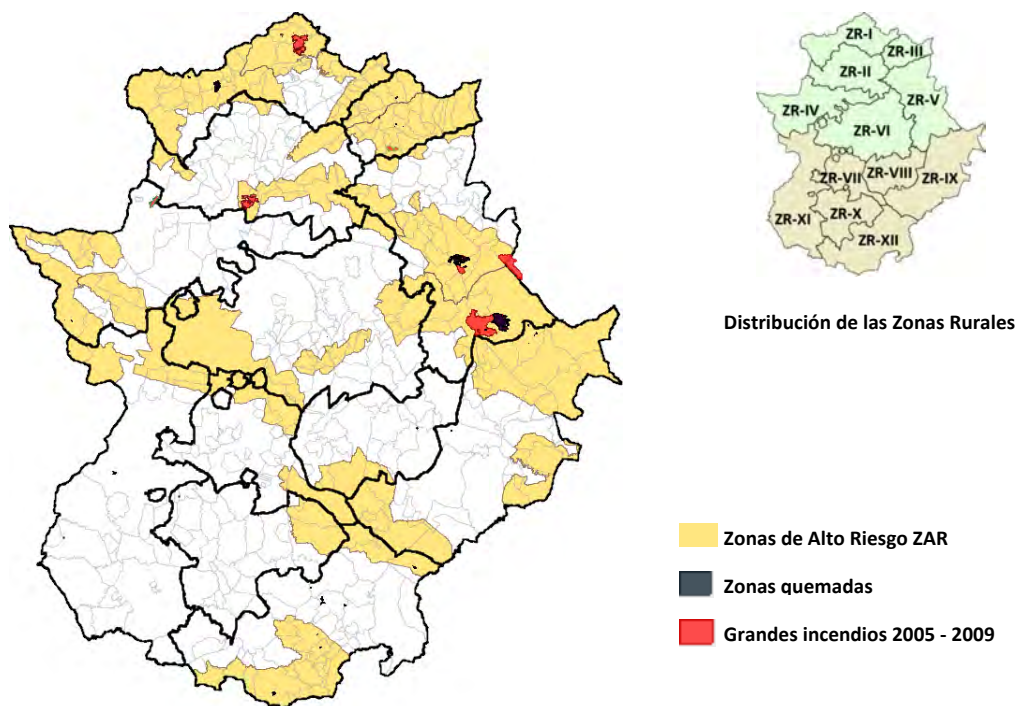 ZR-I
ZR-III
ZR-II
ZR-IV
ZR-V
ZR-VI
ZR-VII
ZR-VIII
ZR-IX
ZR-XI
ZR-X
ZR-XII
Distribución de las Zonas Rurales
Zonas de Alto Riesgo ZAR
Zonas quemadas
Grandes incendios 2005 - 2009